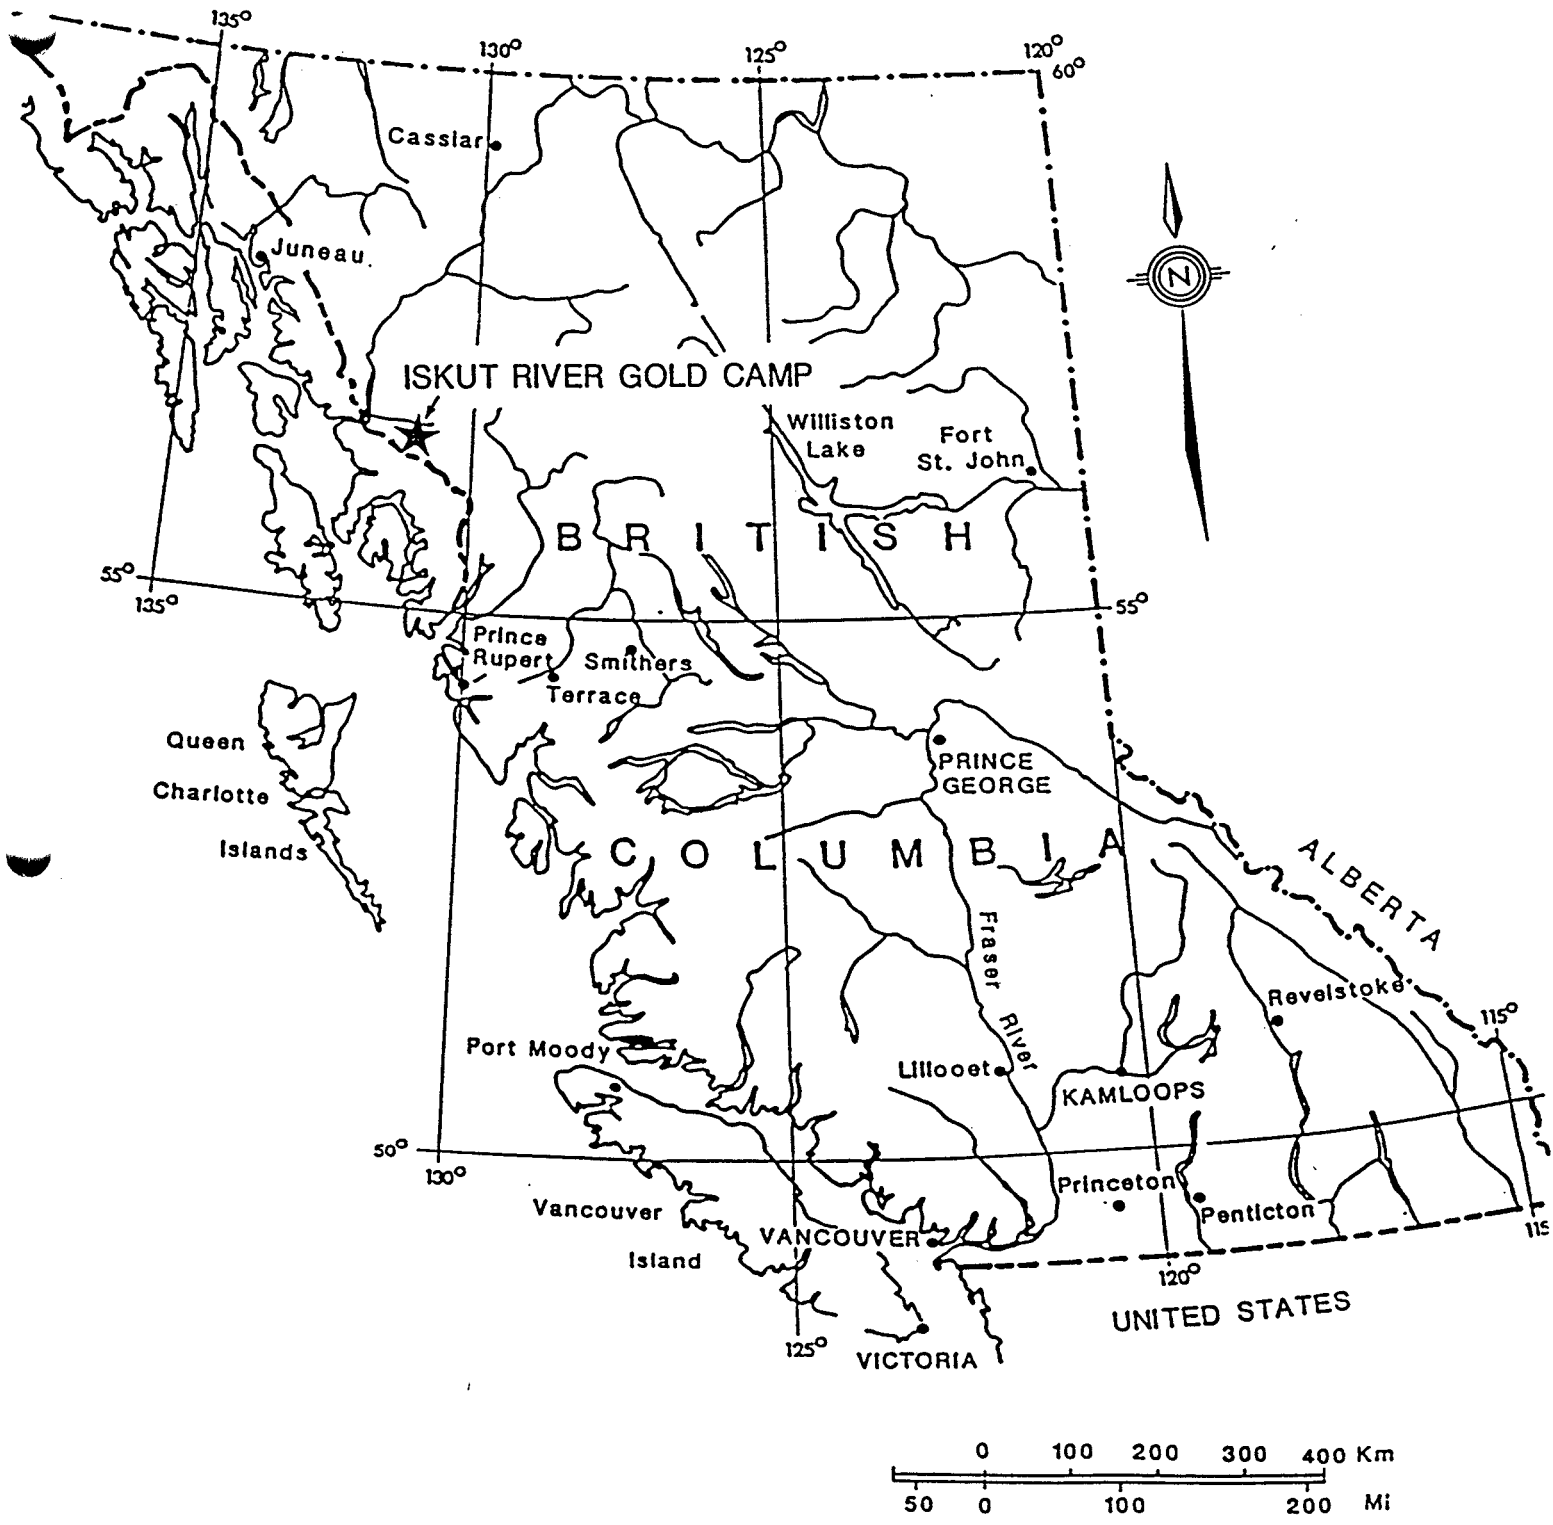 135°
130°
125°
120°
60°
Cassiar
Juneau
N
ISKUT RIVER GOLD CAMP
Williston
Lake
Fort
St. John
BRITISH
55°
135°
55°
Prince
Rupert
Smithers
Terrace
Queen
Charlotte
Islands
PRINCE
GEORGE
COLUMBIA
ALBERTA
Fraser River
Revelstoke
115°
Port Moody
Lillooet
KAMLOOPS
50°
130°
Princeton
Penticton
Vancouver
Island
VANCOUVER
115
120°
UNITED STATES
125°
VICTORIA
0 100 200 300 400 Km
50 0 100 200 Mi